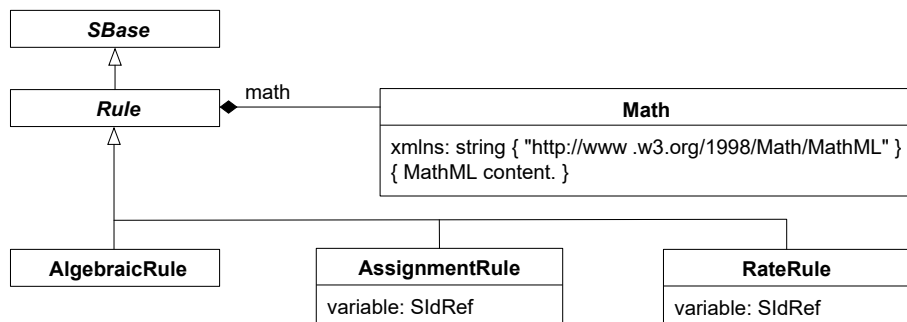 SBase
Rule
math
Math
xmlns: string { "http://www .w3.org/1998/Math/MathML" }
{ MathML content. }
AlgebraicRule
AssignmentRule
variable: SIdRef
RateRule
variable: SIdRef